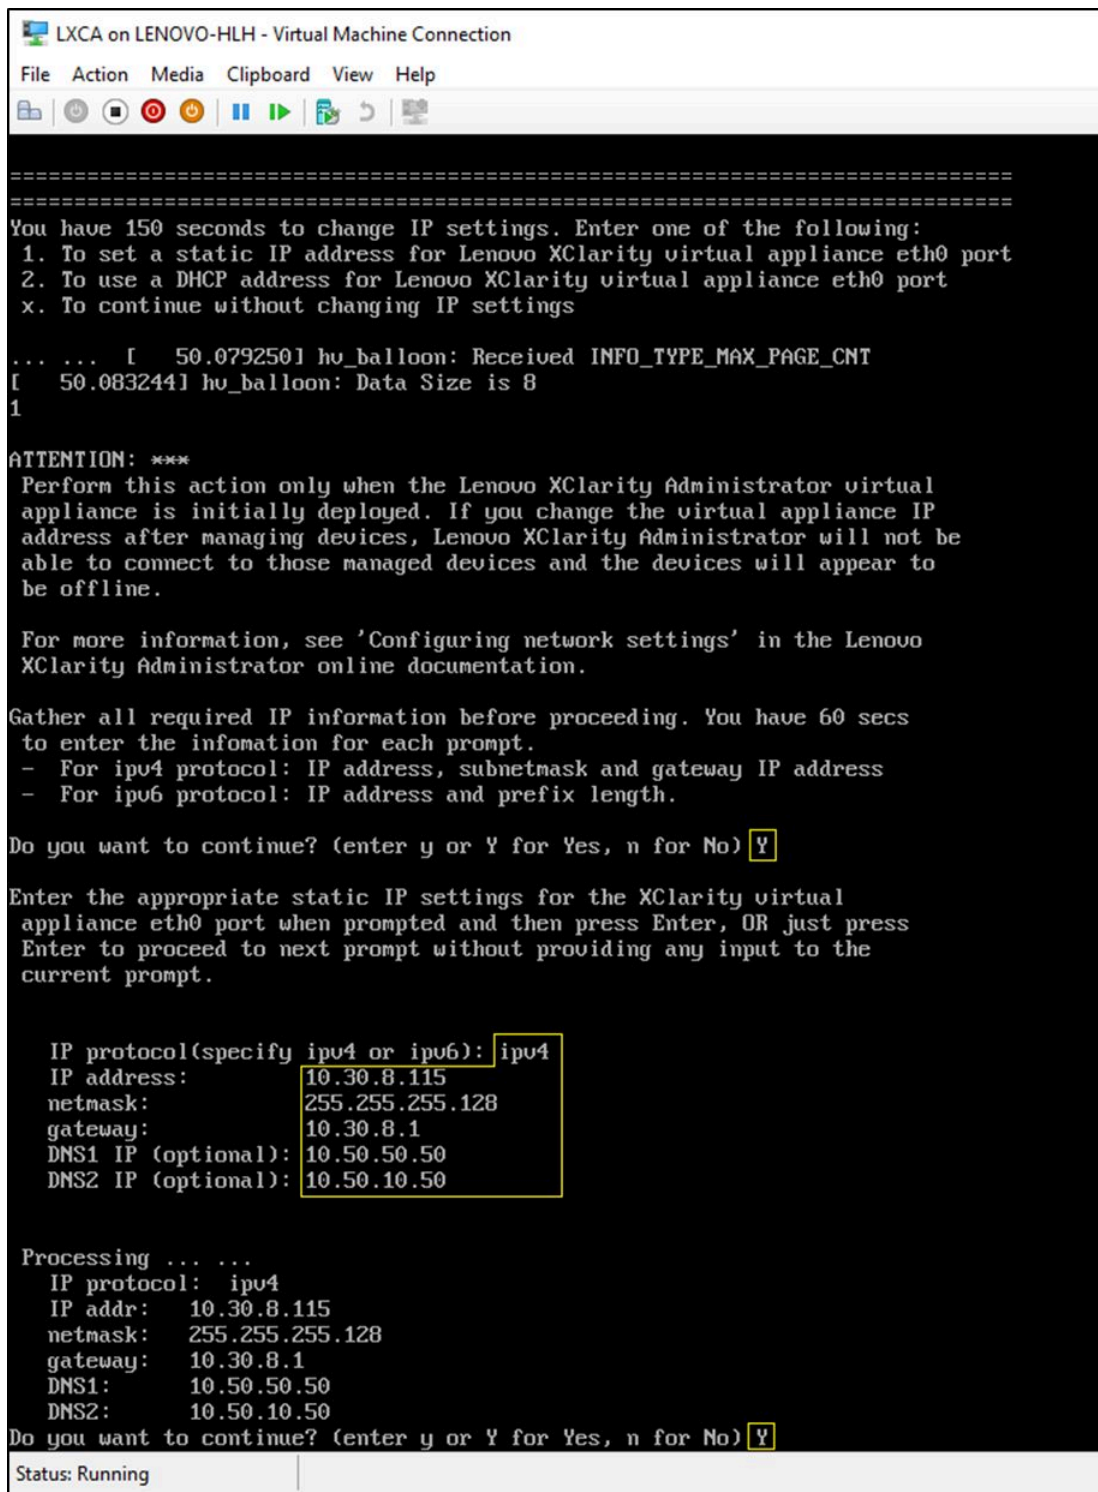 LXCA on LENOVO-HLH - Virtual Machine Connection
File Action Media Clipboard View Help
==============================================================================
==============================================================================
You have 150 seconds to change IP settings. Enter one of the following:
1. To set a static IP address for Lenovo XClarity virtual appliance eth0 port
2. To use a DHCP address for Lenovo XClarity virtual appliance eth0 port
x. To continue without changing IP settings
... ... [ 50.079250] hv_balloon: Received INFO_TYPE_MAX_PAGE_CNT
[ 50.083244] hv_balloon: Data Size is 8
1
ATTENTION: ***
Perform this action only when the Lenovo XClarity Administrator virtual
appliance is initially deployed. If you change the virtual appliance IP
address after managing devices, Lenovo XClarity Administrator will not be
able to connect to those managed devices and the devices will appear to
be offline.
For more information, see 'Configuring network settings' in the Lenovo
XClarity Administrator online documentation.
Gather all required IP information before proceeding. You have 60 secs
to enter the infomation for each prompt.
- For ipv4 protocol: IP address, subnetmask and gateway IP address
- For ipv6 protocol: IP address and prefix length.
Do you want to continue? (enter y or Y for Yes, n for No) Y
Enter the appropriate static IP settings for the XClarity virtual
appliance eth0 port when prompted and then press Enter, OR just press
Enter to proceed to next prompt without providing any input to the
current prompt.
IP protocol(specify ipv4 or ipv6): ipv4
IP address: 10.30.8.115
netmask: 255.255.255.128
gateway: 10.30.8.1
DNS1 IP (optional): 10.50.50.50
DNS2 IP (optional): 10.50.10.50
Processing ... ...
IP protocol: ipv4
IP addr: 10.30.8.115
netmask: 255.255.255.128
gateway: 10.30.8.1
DNS1: 10.50.50.50
DNS2: 10.50.10.50
Do you want to continue? (enter y or Y for Yes, n for No) Y
Status: Running